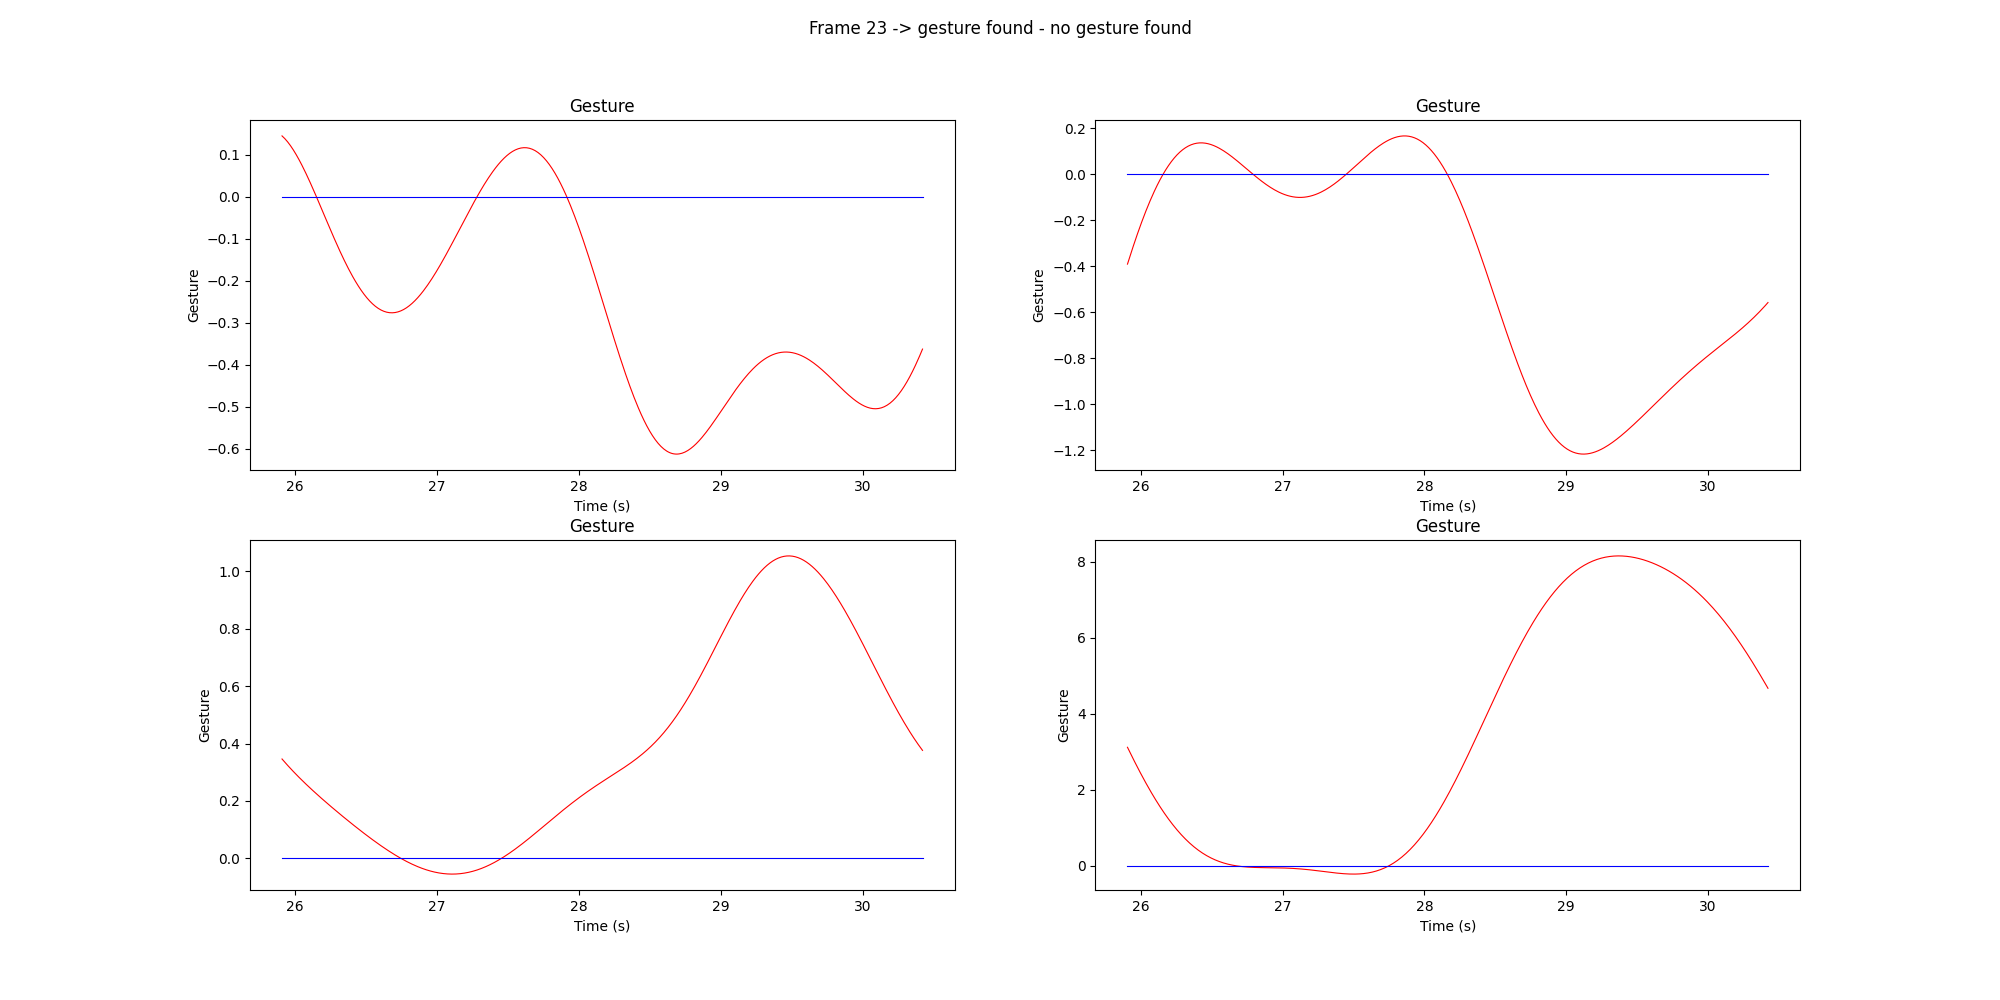 Frame 23 -> gesture found - no gesture found
Gesture
0.1
0.0
−0.1
−0.2
−0.3
−0.4
−0.5
−0.6
Gesture
26 27 28 29 30
Time (s)
Gesture
0.2
0.0
−0.2
−0.4
−0.6
−0.8
−1.0
−1.2
Gesture
26 27 28 29 30
Time (s)
Gesture
1.0
0.8
0.6
0.4
0.2
0.0
Gesture
26 27 28 29 30
Time (s)
Gesture
8
6
4
2
0
Gesture
26 27 28 29 30
Time (s)